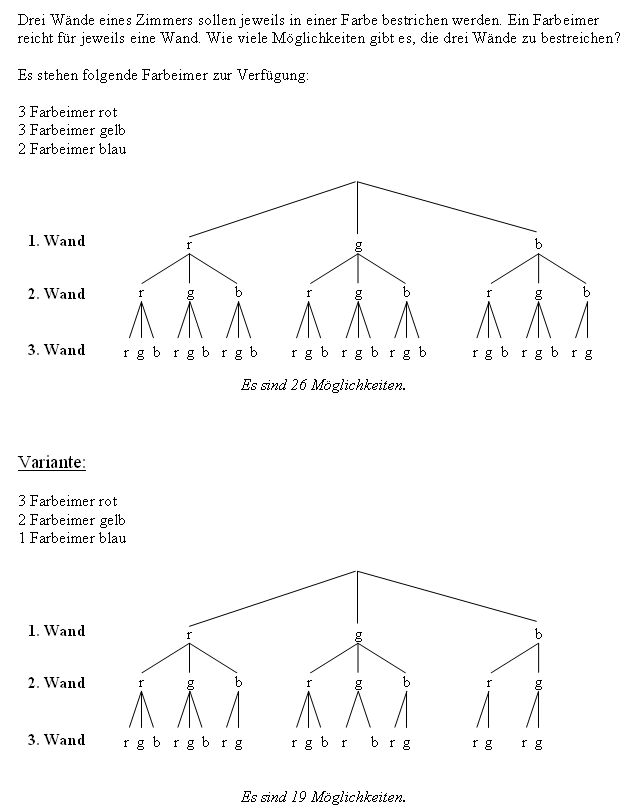 Drei Wände eines Zimmers sollen jeweils in einer Farbe bestrichen werden. Ein Farbeimer
reicht für jeweils eine Wand. Wie viele Möglichkeiten gibt es, die drei Wände zu bestreichen?
Es stehen folgende Farbeimer zur Verfügung:
3 Farbeimer rot
3 Farbeimer gelb
2 Farbeimer blau
1. Wand r g b
2. Wand r g b r g b r g b
3. Wand r g b r g b r g b r g b r g b r g b r g b r g b r g
Es sind 26 Möglichkeiten.
Variante:
3 Farbeimer rot
2 Farbeimer gelb
1 Farbeimer blau
1. Wand r g b
2. Wand r g b r g b r g
3. Wand r g b r g b r g r g b r b r g r g r g
Es sind 19 Möglichkeiten.